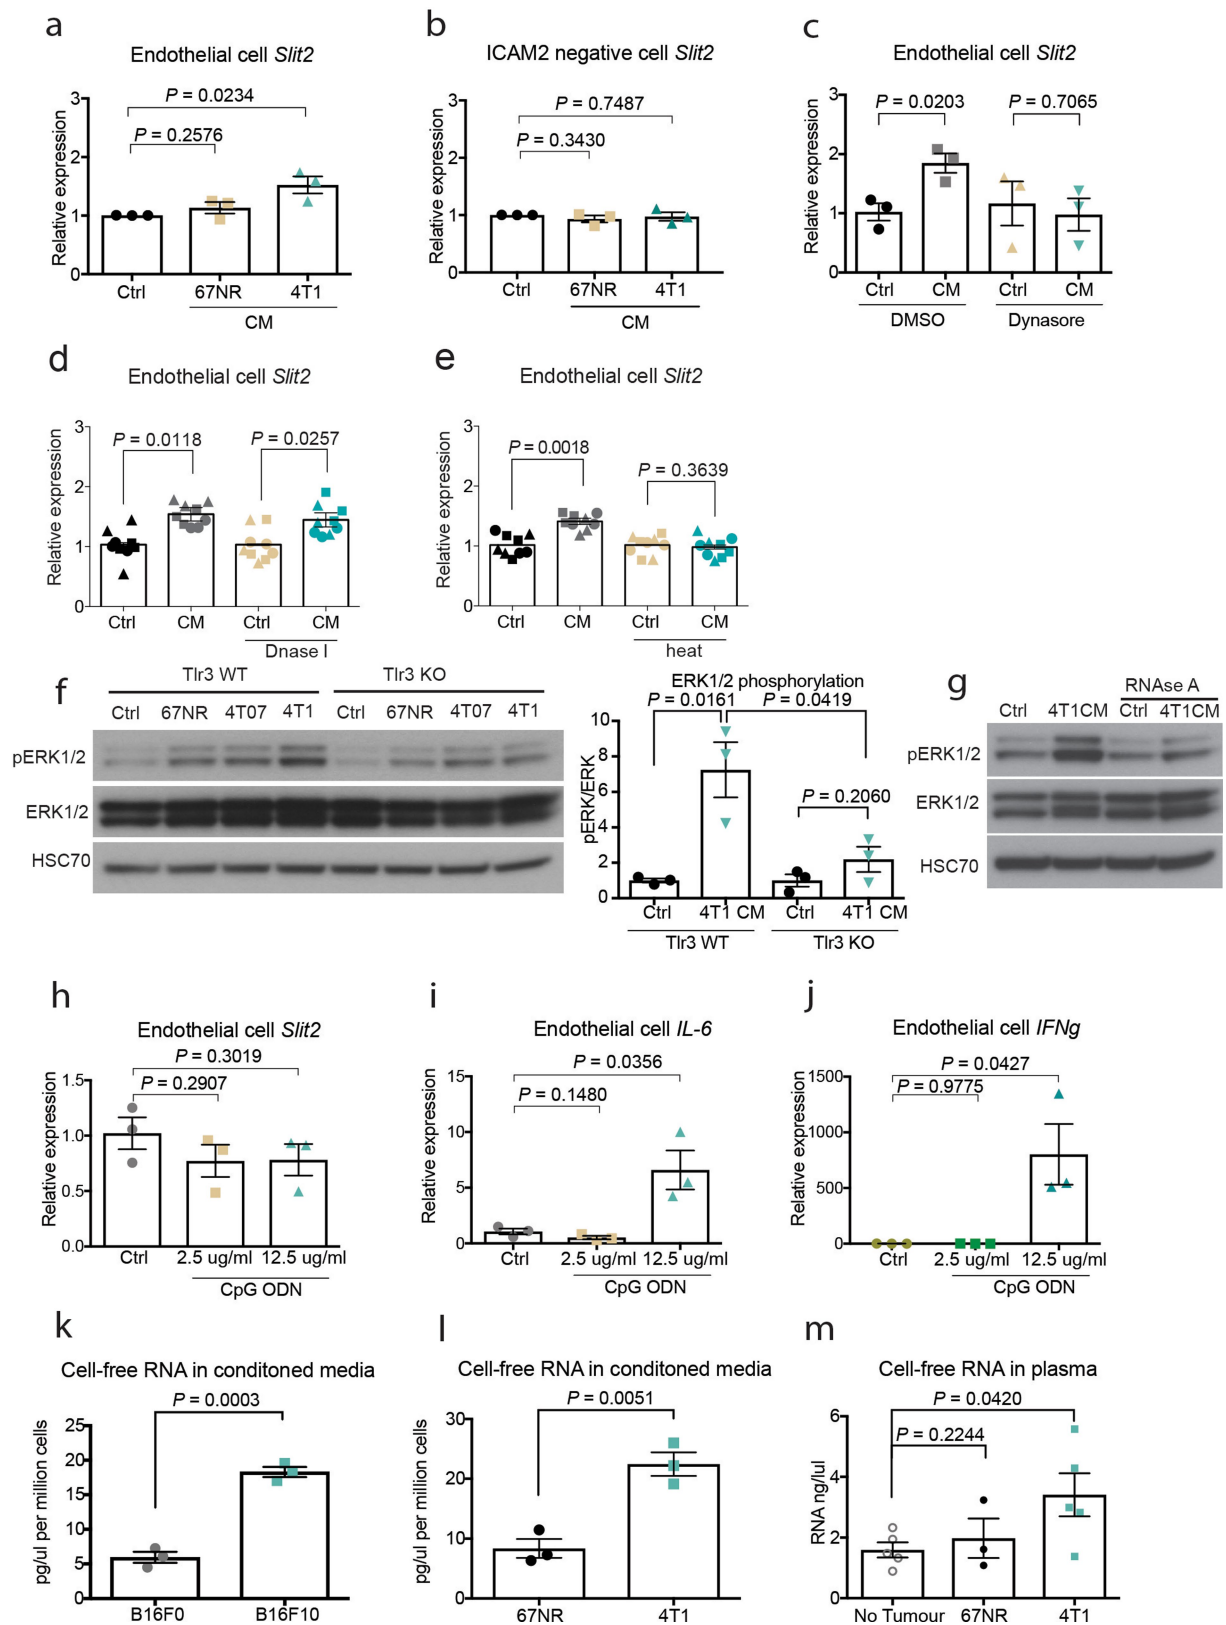 a
Endothelial cell Slit2
P = 0.0234
P = 0.2576
Relative expression
3
2
1
0
Ctrl 67NR 4T1
CM
b
ICAM2 negative cell Slit2
P = 0.7487
P = 0.3430
Relative expression
3
2
1
0
Ctrl 67NR 4T1
CM
c
Endothelial cell Slit2
P = 0.0203 P = 0.7065
Relative expression
3
2
1
0
Ctrl CM Ctrl CM
DMSO Dynasore
d
Endothelial cell Slit2
P = 0.0118 P = 0.0257
Relative expression
3
2
1
0
Ctrl CM Ctrl CM
Dnase I
e
Endothelial cell Slit2
P = 0.0018 P = 0.3639
Relative expression
3
2
1
0
Ctrl CM Ctrl CM
heat
f
Tlr3 WT Tlr3 KO
Ctrl 67NR 4T07 4T1 Ctrl 67NR 4T07 4T1
pERK1/2
ERK1/2
HSC70
ERK1/2 phosphorylation
P = 0.0161 P = 0.0419
P = 0.2060
pERK/ERK
10
8
6
4
2
0
Ctrl 4T1 CM Ctrl 4T1 CM
Tlr3 WT Tlr3 KO
g
RNAse A
Ctrl 4T1CM Ctrl 4T1CM
pERK1/2
ERK1/2
HSC70
h
Endothelial cell Slit2
P = 0.3019
P = 0.2907
Relative expression
1.5
1.0
0.5
0.0
Ctrl 2.5 ug/ml 12.5 ug/ml
CpG ODN
i
Endothelial cell IL-6
P = 0.0356
P = 0.1480
Relative expression
15
10
5
0
Ctrl 2.5 ug/ml 12.5 ug/ml
CpG ODN
j
Endothelial cell IFNg
P = 0.0427
P = 0.9775
Relative expression
1500
1000
500
0
Ctrl 2.5 ug/ml 12.5 ug/ml
CpG ODN
k
Cell-free RNA in conditoned media
P = 0.0003
pg/ul per million cells
25
20
15
10
5
0
B16F0 B16F10
l
Cell-free RNA in conditoned media
P = 0.0051
pg/ul per million cells
30
20
10
0
67NR 4T1
m
Cell-free RNA in plasma
P = 0.0420
P = 0.2244
RNA ng/lul
6
4
2
0
No Tumour 67NR 4T1